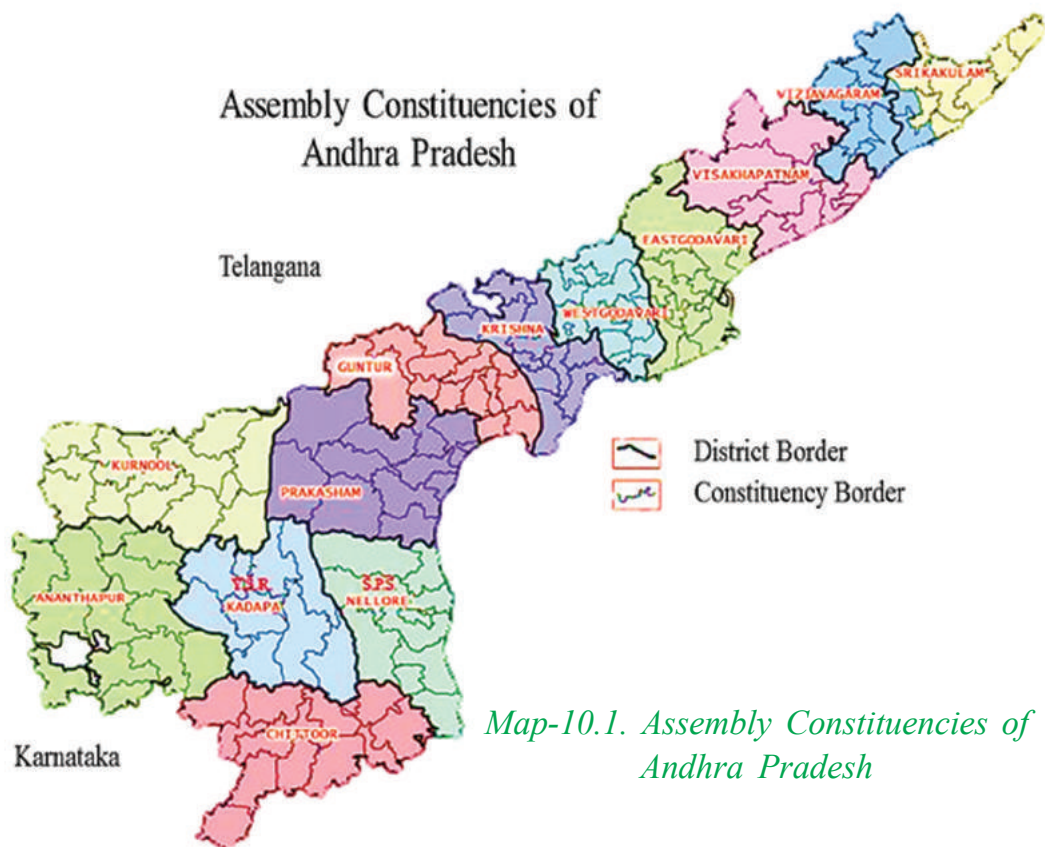 Assembly Constituencies of
Andhra Pradesh
SRIKAKULAM
VIZIANAGARAM
VISAKHAPATNAM
EASTGODAVARI
Telangana
WESTGODAVARI
KRISHNA
GUNTUR
District Border
KURNOOL
Constituency Border
PRAKASHAM
Y.S.R
S.P.S
ANANTHAPUR
KADAPA
NELLORE
Map-10.1. Assembly Constituencies of
Andhra Pradesh
CHITTOOR
Karnataka